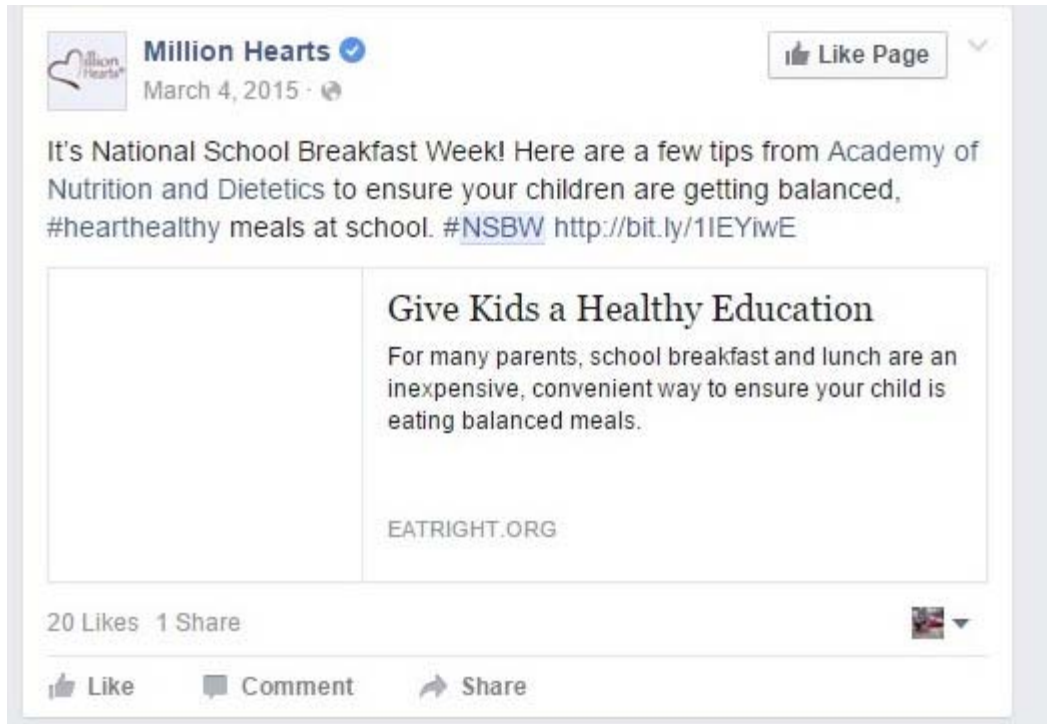 Million Hearts
Million Hearts
March 4, 2015 ·
Like Page
It's National School Breakfast Week! Here are a few tips from Academy of
Nutrition and Dietetics to ensure your children are getting balanced,
#hearthealthy meals at school. #NSBW http://bit.ly/1IEYiwE
Give Kids a Healthy Education
For many parents, school breakfast and lunch are an
inexpensive, convenient way to ensure your child is
eating balanced meals.
EATRIGHT.ORG
20 Likes 1 Share
Like Comment Share